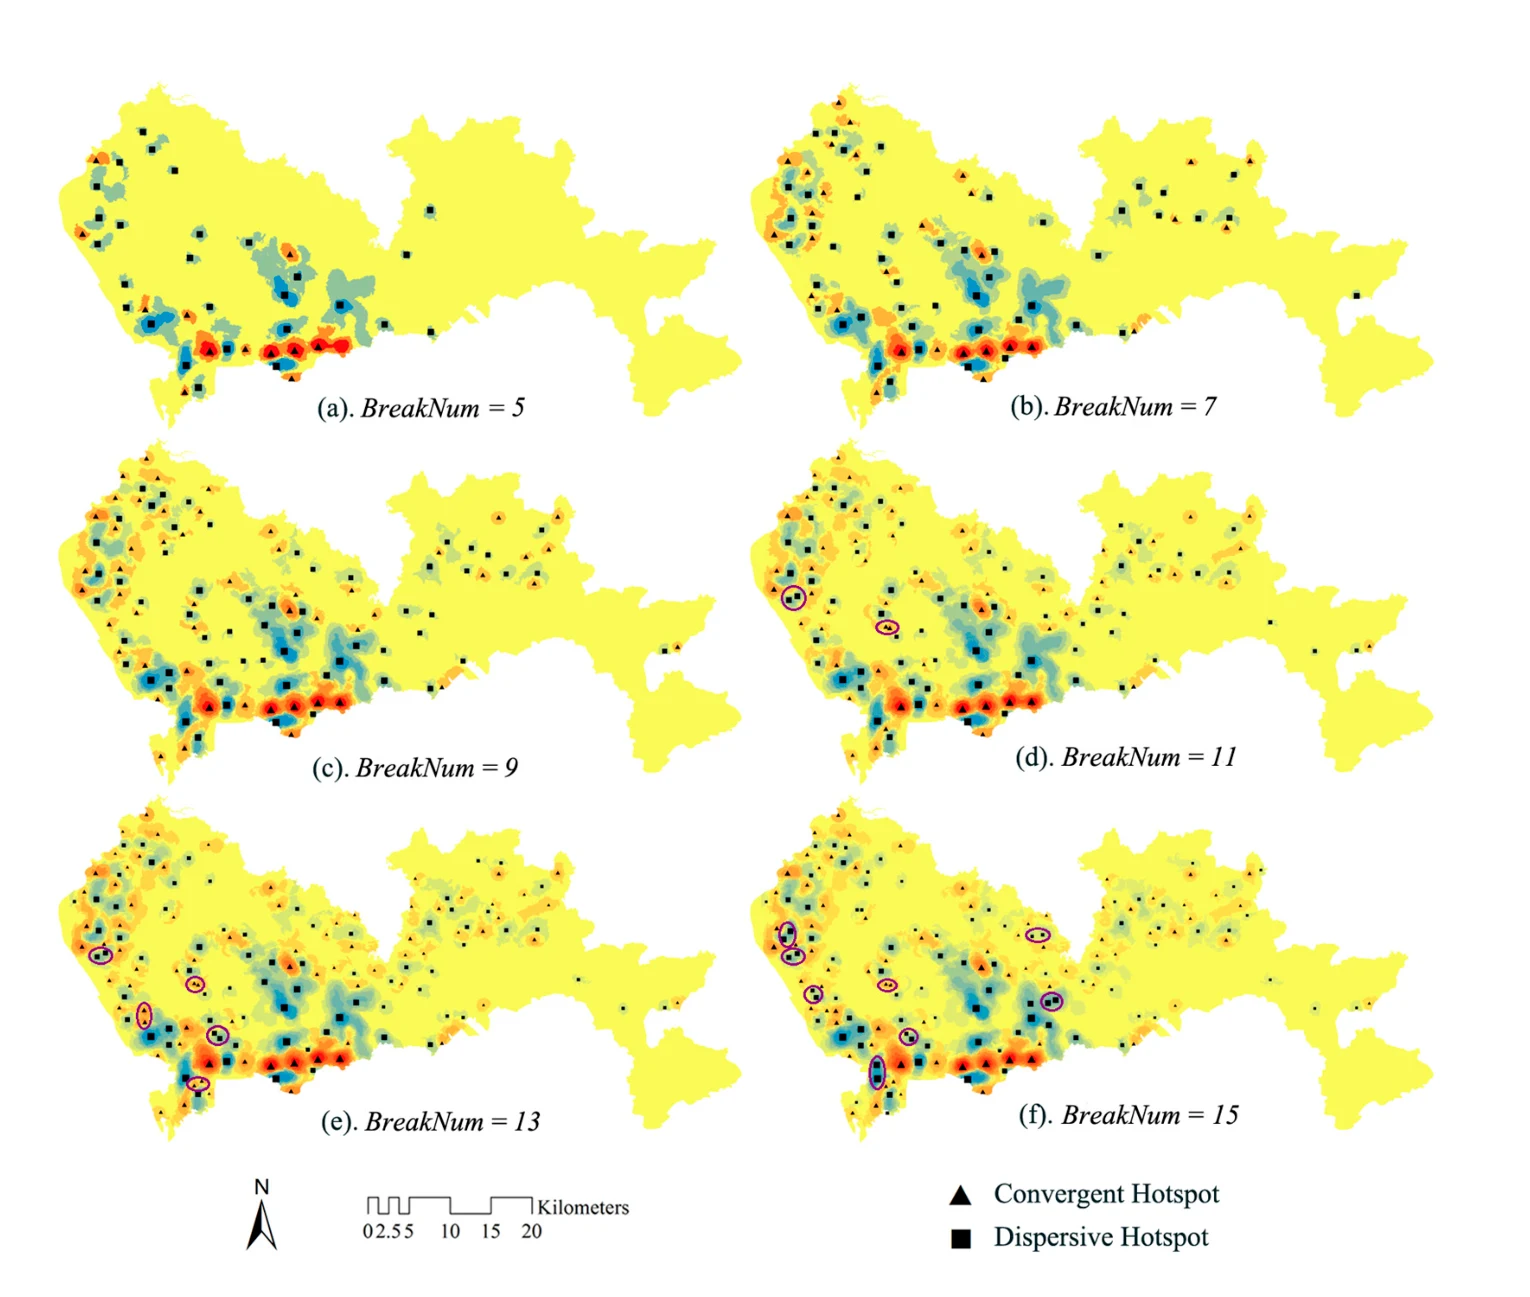 (a). BreakNum = 5
(b). BreakNum = 7
(c). BreakNum = 9
(d). BreakNum = 11
(e). BreakNum = 13
(f). BreakNum = 15
N
Kilometers
0 2.5 5 10 15 20
Convergent Hotspot
Dispersive Hotspot